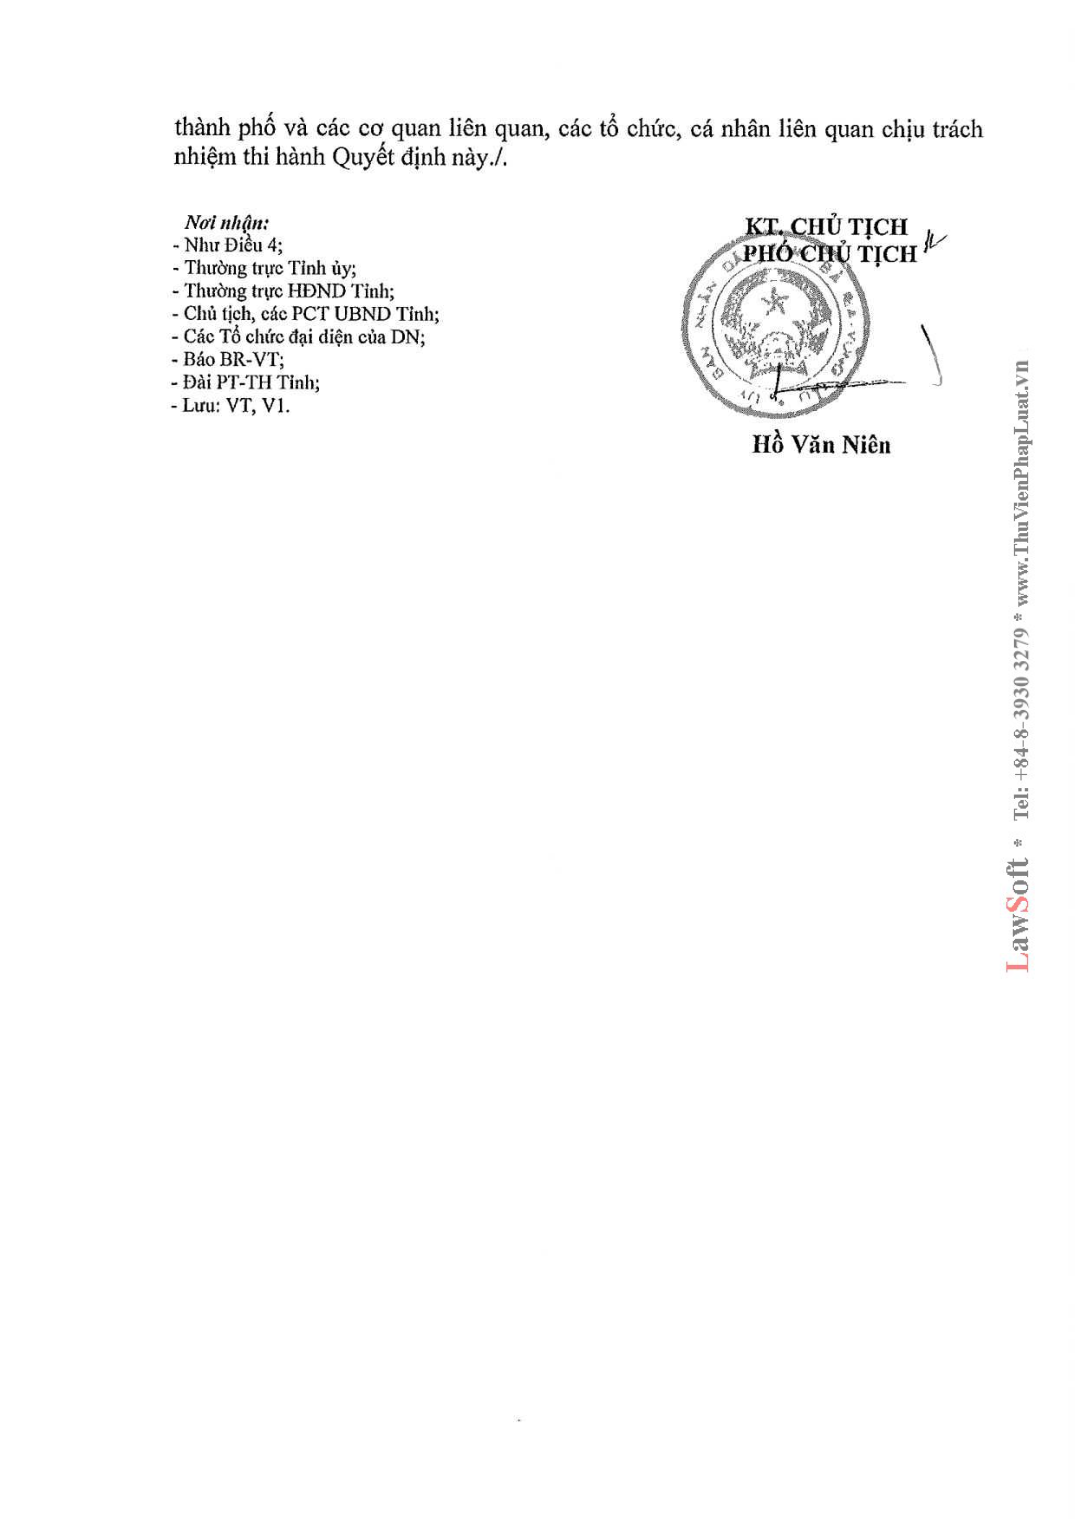 thành phố và các cơ quan liên quan, các tổ chức, cá nhân liên quan chịu trách
nhiệm thi hành Quyết định này./.
Nơi nhận:
- Như Điều 4;
- Thường trực Tỉnh ủy;
- Thường trực HĐND Tỉnh;
- Chủ tịch, các PCT UBND Tỉnh;
- Các Tổ chức đại diện của DN;
- Báo BR-VT;
- Đài PT-TH Tỉnh;
- Lưu: VT, V1.
KT. CHỦ TỊCH
PHÓ CHỦ TỊCH
Hồ Văn Niên
LawSoft * Tel: +84-8-3930 3279 * www.ThuVienPhapLuat.vn